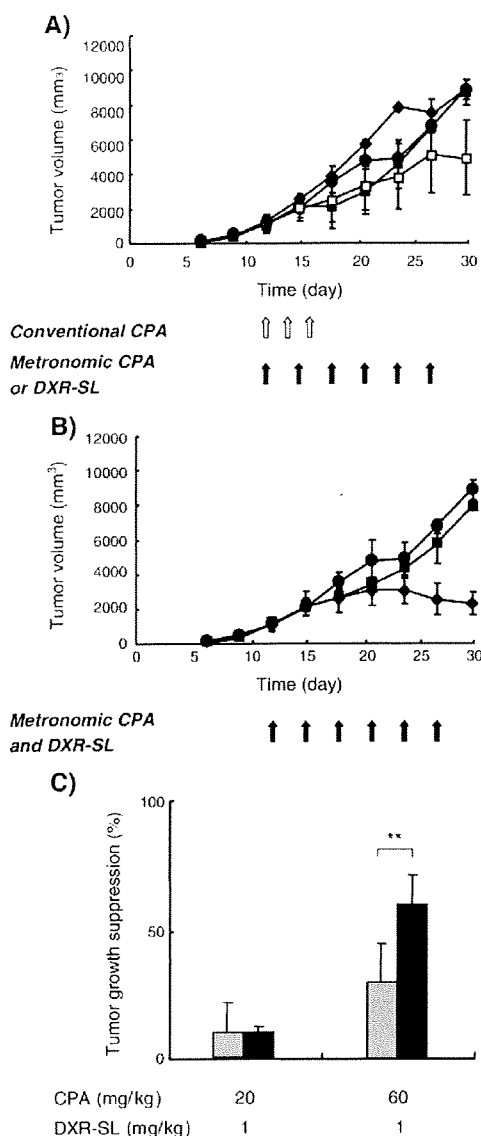 A)
12000
10000
8000
6000
4000
2000
0
Tumor volume (mm3)
0 5 10 15 20 25 30
Time (day)
Conventional CPA
Metronomic CPA
or DXR-SL
B)
12000
10000
8000
6000
4000
2000
0
Tumor volume (mm³)
0 5 10 15 20 25 30
Time (day)
Metronomic CPA
and DXR-SL
C)
100
50
0
Tumor growth suppression (%)
**
CPA (mg/kg) 20 60
DXR-SL (mg/kg) 1 1